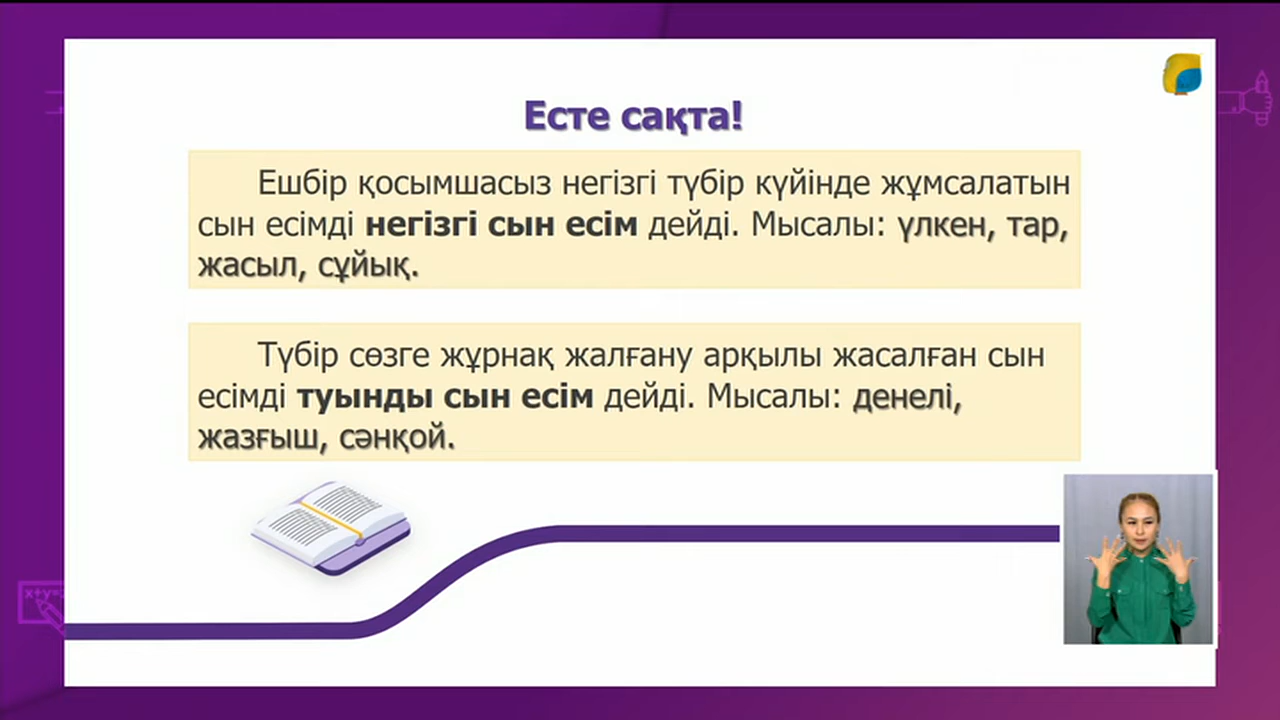 Есте сақта!
Ешбір қосымшасыз негізгі түбір күйінде жұмсалатын
сын есімді негізгі сын есім дейді. Мысалы: үлкен, тар,
жасыл, сұйық.
Түбір сөзге жұрнақ жалғану арқылы жасалған сын
есімді туынды сын есім дейді. Мысалы: денелі,
жазғыш, сәнқой.
x+y=